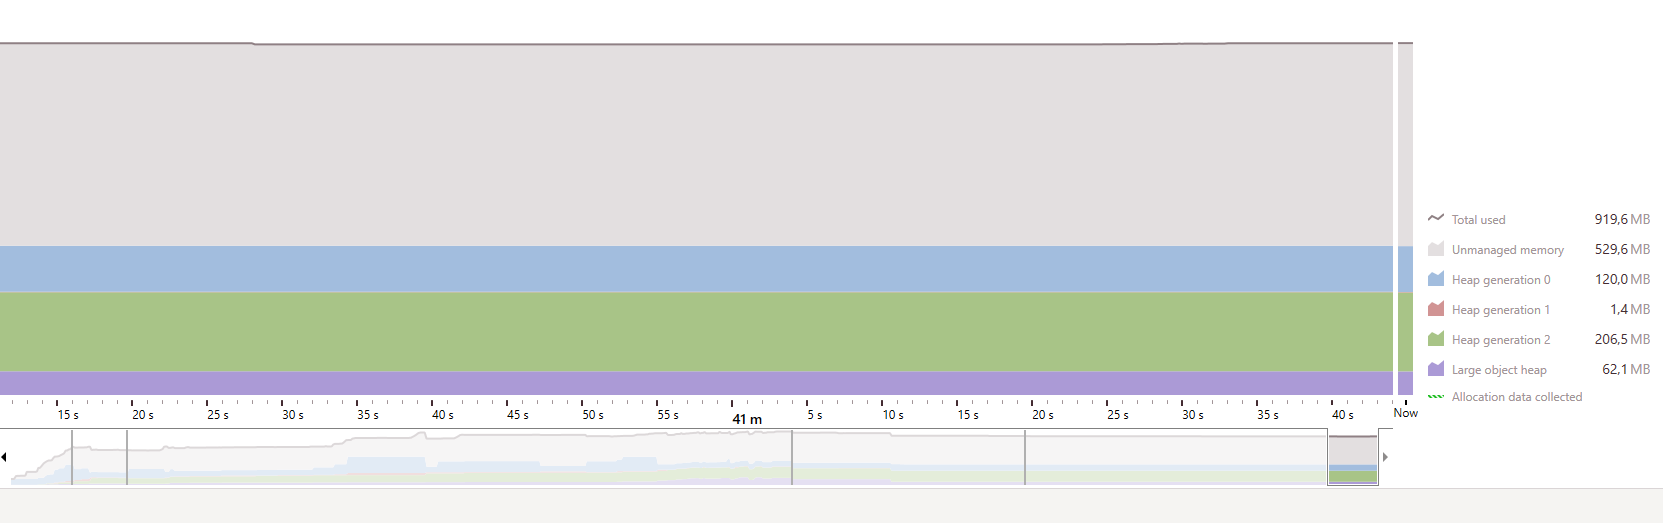 Total used 919,6 MB
Unmanaged memory 529,6 MB
Heap generation 0 120,0 MB
Heap generation 1 1,4 MB
Heap generation 2 206,5 MB
Large object heap 62,1 MB
Allocation data collected
15 s 20 s 25 s 30 s 35 s 40 s 45 s 50 s 55 s 41 m 5 s 10 s 15 s 20 s 25 s 30 s 35 s 40 s Now